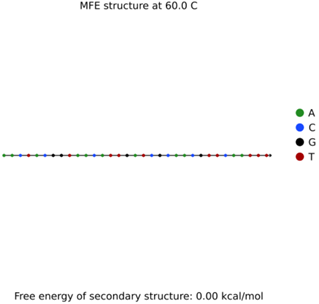 MFE structure at 60.0 C
A
C
G
T
Free energy of secondary structure: 0.00 kcal/mol